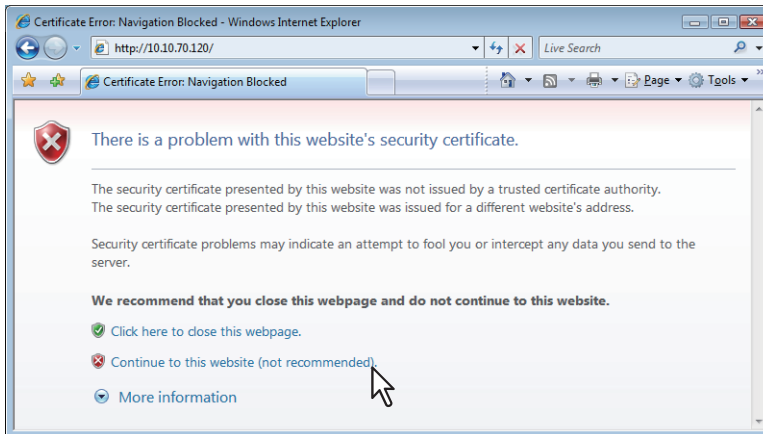 Certificate Error: Navigation Blocked - Windows Internet Explorer
http://10.10.70.120/
Live Search
Certificate Error: Navigation Blocked
Page
Tools
There is a problem with this website's security certificate.
The security certificate presented by this website was not issued by a trusted certificate authority.
The security certificate presented by this website was issued for a different website's address.
Security certificate problems may indicate an attempt to fool you or intercept any data you send to the
server.
We recommend that you close this webpage and do not continue to this website.
Click here to close this webpage.
Continue to this website (not recommended).
More information